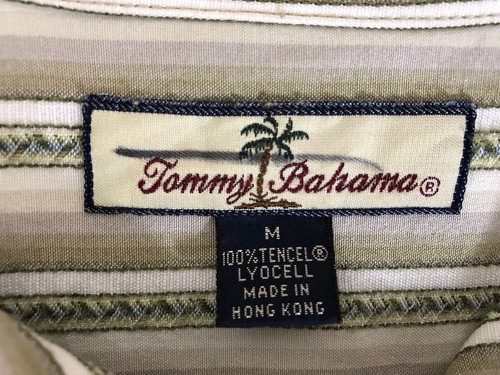 Tommy Bahama®
M
100%TENCEL®
LYOCELL
MADE IN
HONG KONG